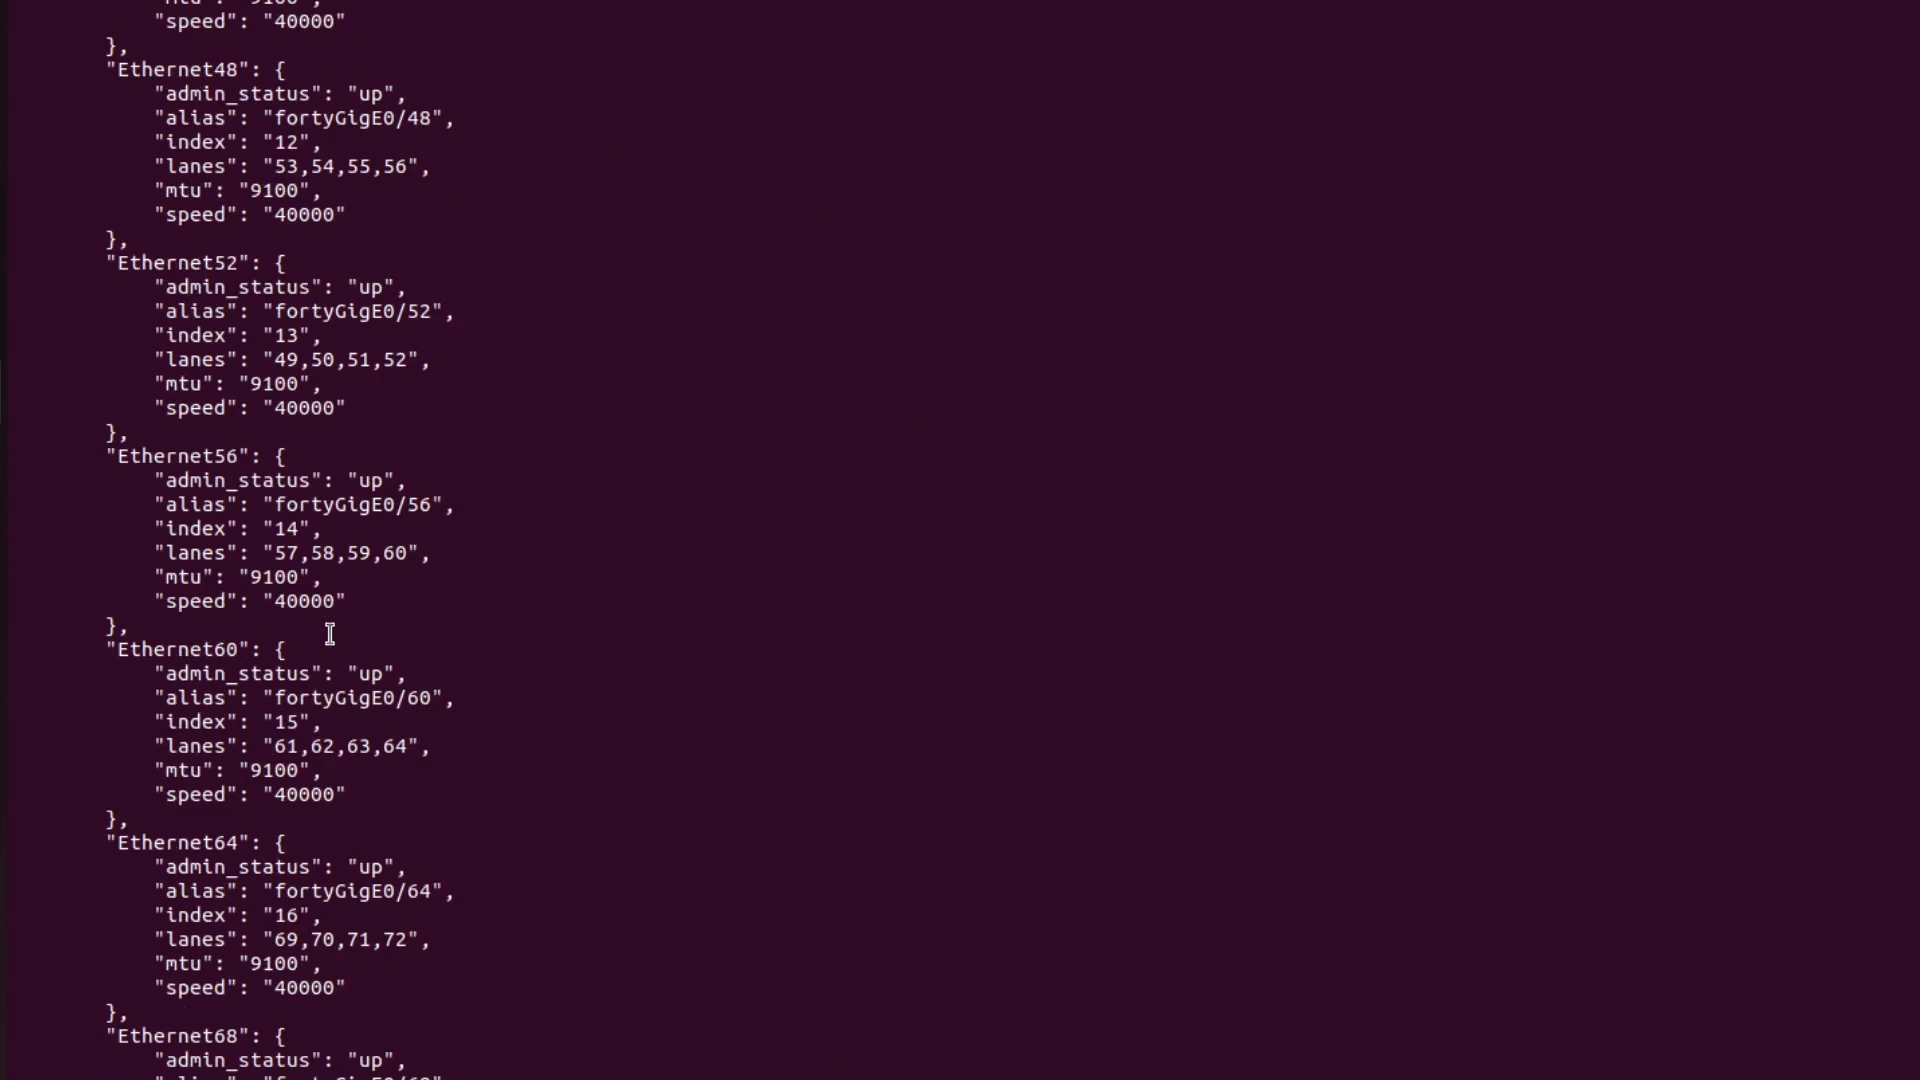 "speed": "40000"
},
"Ethernet48": {
"admin_status": "up",
"alias": "fortyGigE0/48",
"index": "12",
"lanes": "53,54,55,56",
"mtu": "9100",
"speed": "40000"
},
"Ethernet52": {
"admin_status": "up",
"alias": "fortyGigE0/52",
"index": "13",
"lanes": "49,50,51,52",
"mtu": "9100",
"speed": "40000"
},
"Ethernet56": {
"admin_status": "up",
"alias": "fortyGigE0/56",
"index": "14",
"lanes": "57,58,59,60",
"mtu": "9100",
"speed": "40000"
},
"Ethernet60": {
"admin_status": "up",
"alias": "fortyGigE0/60",
"index": "15",
"lanes": "61,62,63,64",
"mtu": "9100",
"speed": "40000"
},
"Ethernet64": {
"admin_status": "up",
"alias": "fortyGigE0/64",
"index": "16",
"lanes": "69,70,71,72",
"mtu": "9100",
"speed": "40000"
},
"Ethernet68": {
"admin_status": "up",